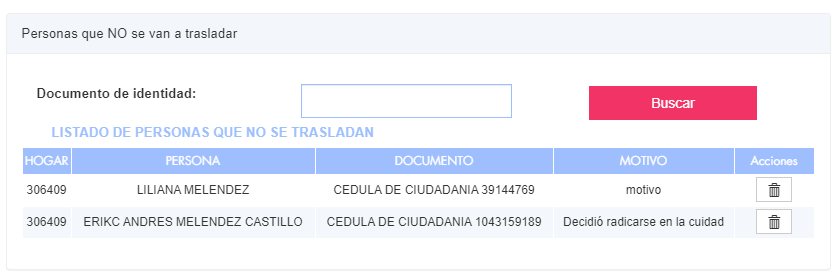 Personas que NO se van a trasladar
Documento de identidad:
Buscar
LISTADO DE PERSONAS QUE NO SE TRASLADAN
HOGAR PERSONA DOCUMENTO MOTIVO Acciones
306409 LILIANA MELENDEZ CEDULA DE CIUDADANIA 39144769 motivo
306409 ERIKC ANDRES MELENDEZ CASTILLO CEDULA DE CIUDADANIA 1043159189 Decidió radicarse en la cuidad